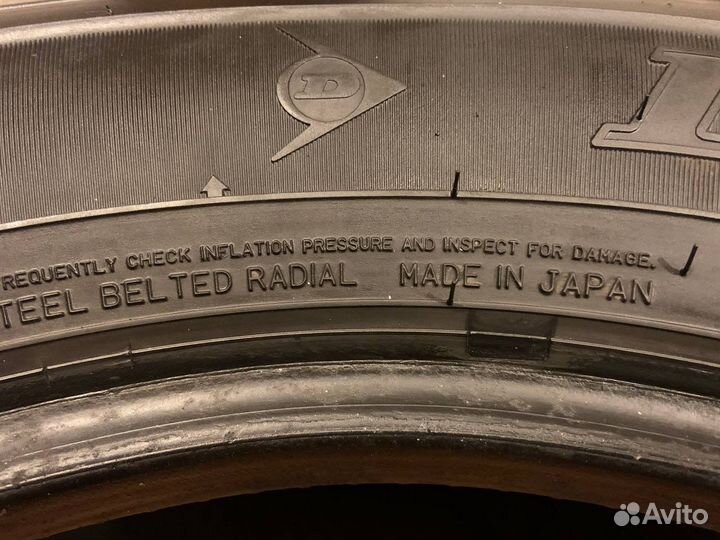 D
REQUENTLY CHECK INFLATION PRESSURE AND INSPECT FOR DAMAGE.
TEEL BELTED RADIAL MADE IN JAPAN
Avito